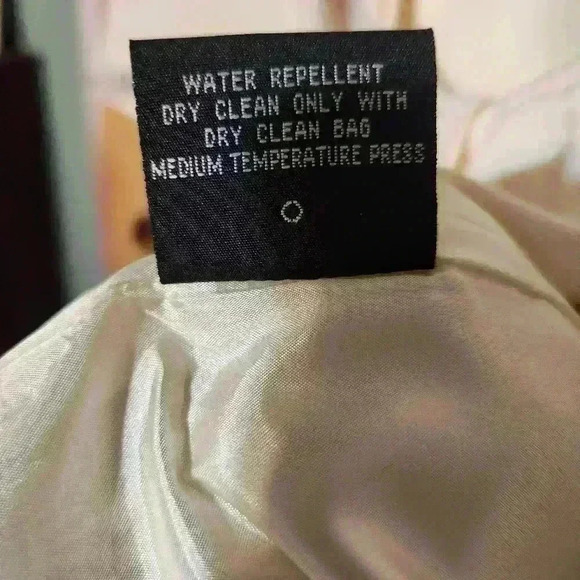 WATER REPELLENT
DRY CLEAN ONLY WITH
DRY CLEAN BAG
MEDIUM TEMPERATURE PRESS